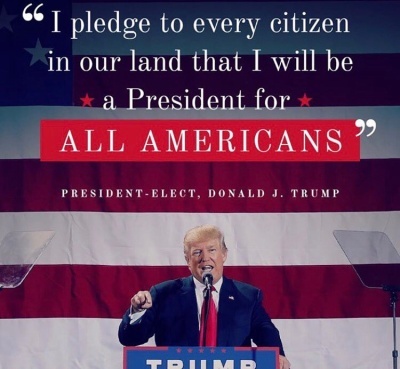 “I pledge to every citizen
in our land that I will be
a President for
ALL AMERICANS”
PRESIDENT-ELECT, DONALD J. TRUMP
TRUMP